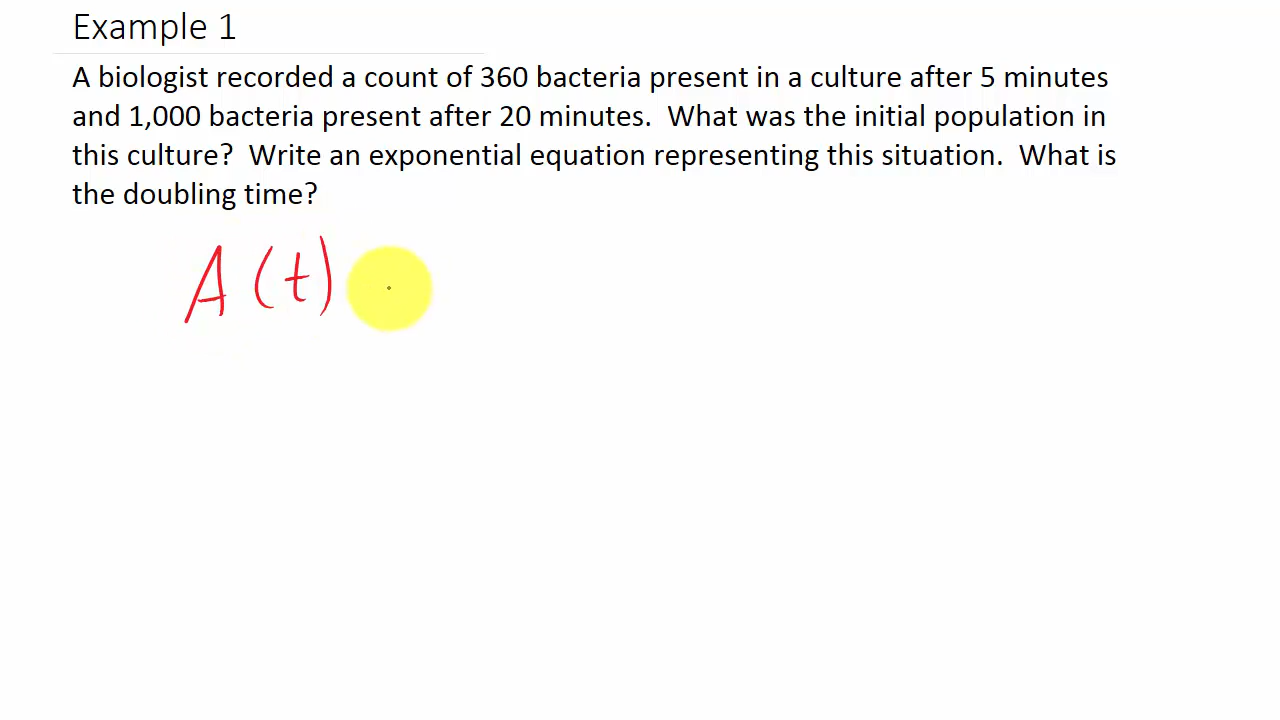 Example 1
A biologist recorded a count of 360 bacteria present in a culture after 5 minutes
and 1,000 bacteria present after 20 minutes.  What was the initial population in
this culture?  Write an exponential equation representing this situation.  What is
the doubling time?
A(t)